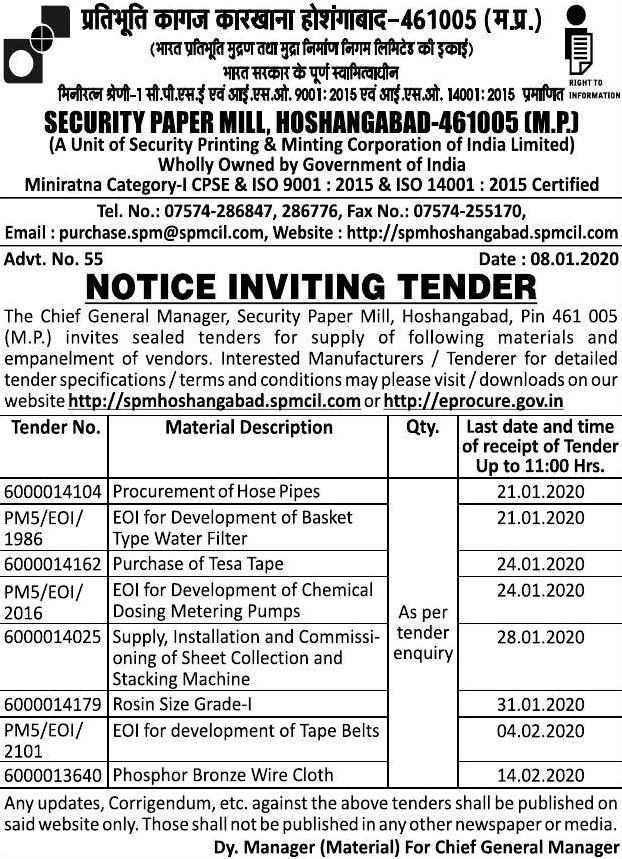 प्रतिभूति कागज कारखाना होशंगाबाद-461005 (म.प्र.)
(भारत प्रतिभूति मुद्रण तथा मुद्रा निर्माण निगम लिमिटेड की इकाई)
भारत सरकार के पूर्ण स्वामित्वाधीन
मिनीरत्न श्रेणी-1 सी.पी.एस.ई एवं आई.एस.ओ. 9001: 2015 एवं आई.एस.ओ. 14001: 2015 प्रमाणित
RIGHT TO
INFORMATION
SECURITY PAPER MILL, HOSHANGABAD-461005 (M.P.)
(A Unit of Security Printing & Minting Corporation of India Limited)
Wholly Owned by Government of India
Miniratna Category-I CPSE & ISO 9001 : 2015 & ISO 14001 : 2015 Certified
Tel. No.: 07574-286847, 286776, Fax No.: 07574-255170,
Email : purchase.spm@spmcil.com, Website : http://spmhoshangabad.spmcil.com
Advt. No. 55 Date : 08.01.2020
NOTICE INVITING TENDER
The Chief General Manager, Security Paper Mill, Hoshangabad, Pin 461 005
(M.P.) invites sealed tenders for supply of following materials and
empanelment of vendors. Interested Manufacturers / Tenderer for detailed
tender specifications / terms and conditions may please visit / downloads on our
website http://spmhoshangabad.spmcil.com or http://eprocure.gov.in
Tender No. Material Description Qty. Last date and time
of receipt of Tender
Up to 11:00 Hrs.
6000014104 Procurement of Hose Pipes 21.01.2020
PM5/EOI/ EOI for Development of Basket 21.01.2020
1986 Type Water Filter
6000014162 Purchase of Tesa Tape 24.01.2020
PM5/EOI/ EOI for Development of Chemical 24.01.2020
2016 Dosing Metering Pumps As per
6000014025 Supply, Installation and Commissi- tender 28.01.2020
oning of Sheet Collection and enquiry
Stacking Machine
6000014179 Rosin Size Grade-I 31.01.2020
PM5/EOI/ EOI for development of Tape Belts 04.02.2020
2101
6000013640 Phosphor Bronze Wire Cloth 14.02.2020
Any updates, Corrigendum, etc. against the above tenders shall be published on
said website only. Those shall not be published in any other newspaper or media.
Dy. Manager (Material) For Chief General Manager